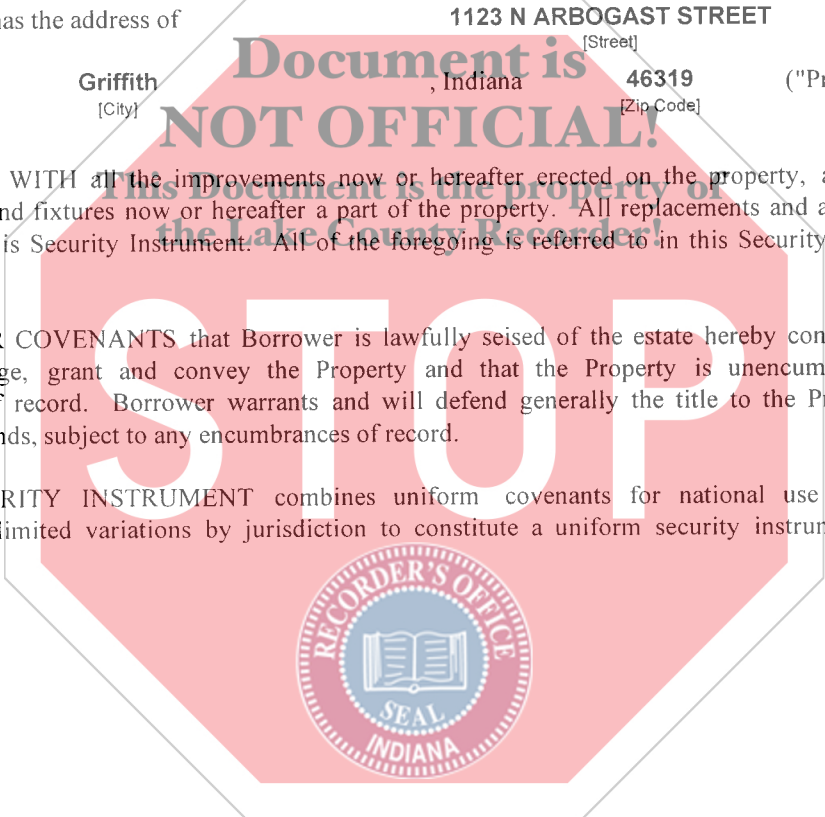 has the address of 1123 N ARBOGAST STREET
[Street]
Document is
Griffith , Indiana 46319 ("Pr
[City] [Zip Code]
NOT OFFICIAL!
WITH all the improvements now or hereafter erected on the property, a
This Document is the property of
nd fixtures now or hereafter a part of the property. All replacements and a
the Lake County Recorder!
is Security Instrument. All of the foregoing is referred to in this Security
R COVENANTS that Borrower is lawfully seised of the estate hereby con
ge, grant and convey the Property and that the Property is unencum
f record. Borrower warrants and will defend generally the title to the Pr
nds, subject to any encumbrances of record.
STOP
RITY INSTRUMENT combines uniform covenants for national use
limited variations by jurisdiction to constitute a uniform security instrum
RECORDER'S OFFICE
SEAL
INDIANA